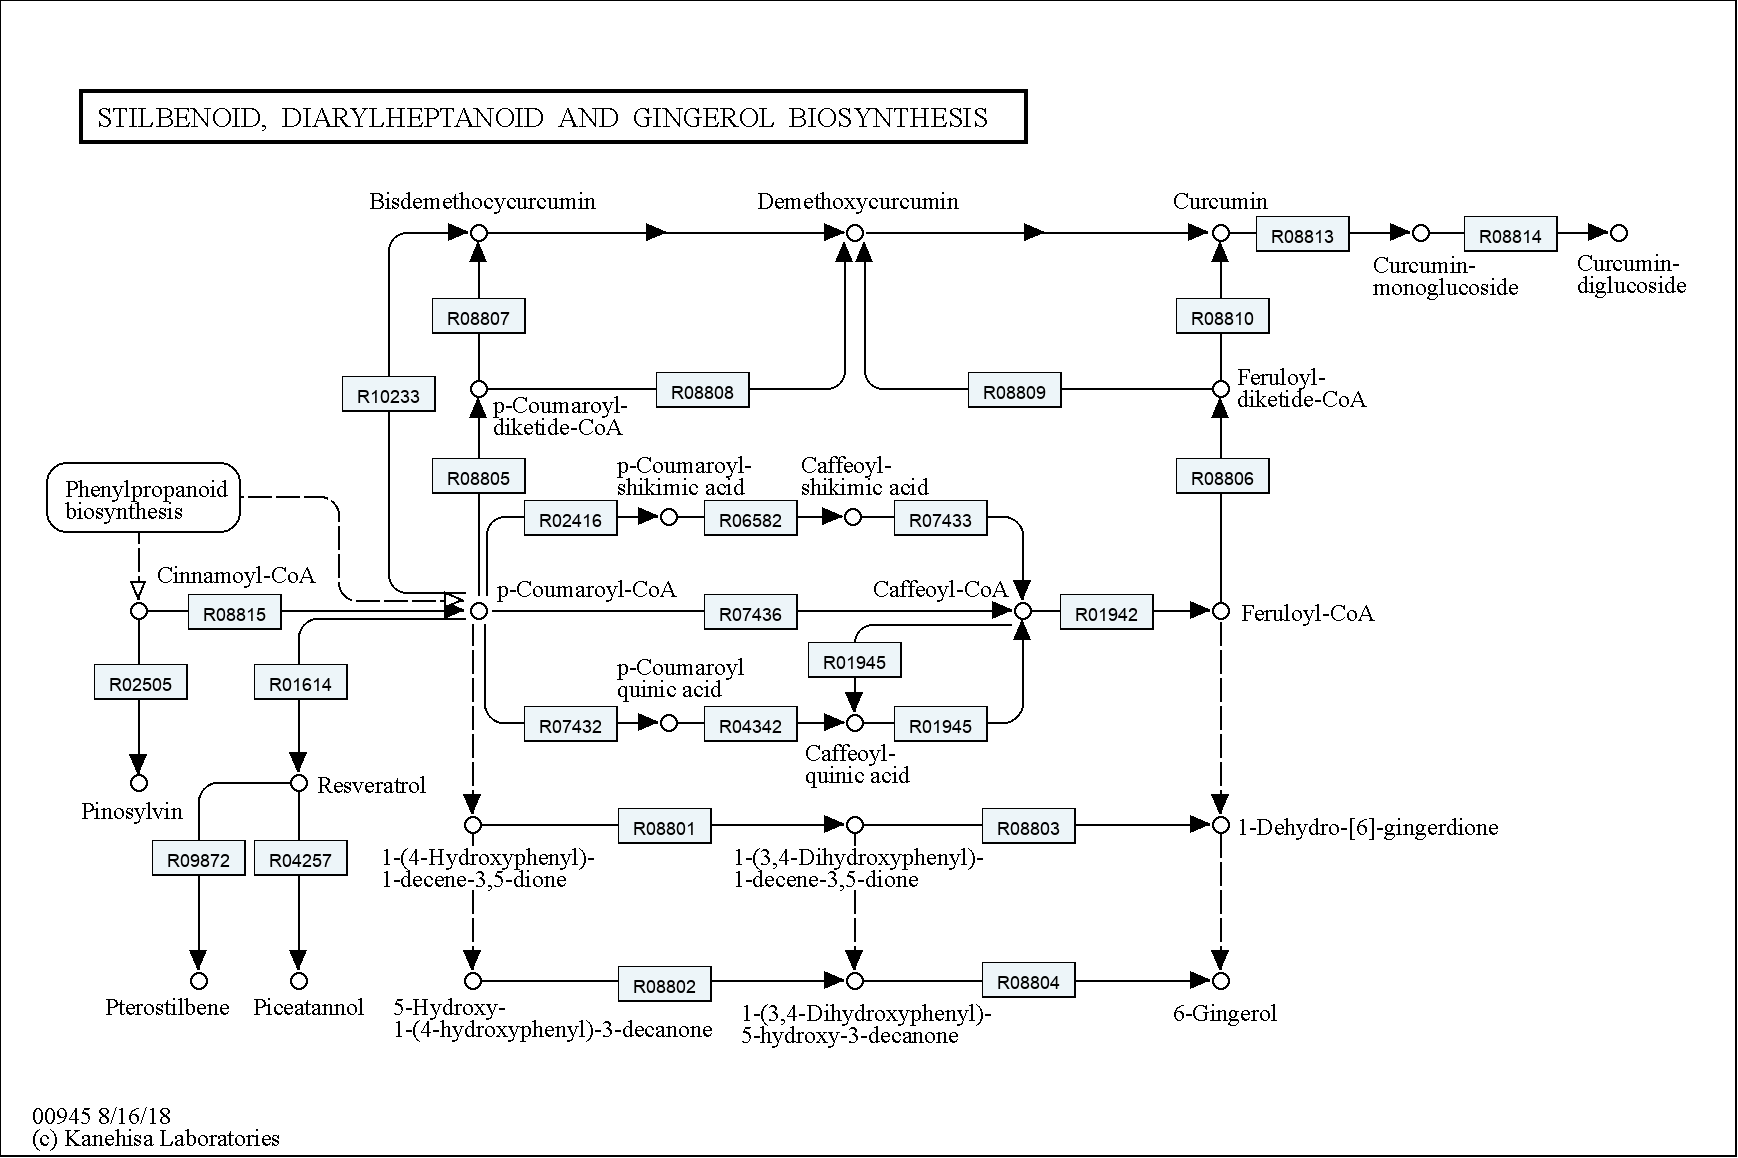 STILBENOID, DIARYLHEPTANOID AND GINGEROL BIOSYNTHESIS
Bisdemethocycurcumin
Demethoxycurcumin
Curcumin
R08813
R08814
Curcumin-
monoglucoside
Curcumin-
diglucoside
R08807
R08810
R10233
R08808
R08809
p-Coumaroyl-
diketide-CoA
Feruloyl-
diketide-CoA
R08805
p-Coumaroyl-
shikimic acid
Caffeoyl-
shikimic acid
R08806
Phenylpropanoid
biosynthesis
R02416
R06582
R07433
Cinnamoyl-CoA
p-Coumaroyl-CoA
Caffeoyl-CoA
R08815
R07436
R01942
Feruloyl-CoA
R02505
R01614
p-Coumaroyl
quinic acid
R01945
R07432
R04342
R01945
Caffeoyl-
quinic acid
Pinosylvin
Resveratrol
R08801
R08803
1-Dehydro-[6]-gingerdione
R09872
R04257
1-(4-Hydroxyphenyl)-
1-decene-3,5-dione
1-(3,4-Dihydroxyphenyl)-
1-decene-3,5-dione
R08802
R08804
Pterostilbene
Piceatannol
5-Hydroxy-
1-(4-hydroxyphenyl)-3-decanone
1-(3,4-Dihydroxyphenyl)-
5-hydroxy-3-decanone
6-Gingerol
00945 8/16/18
(c) Kanehisa Laboratories